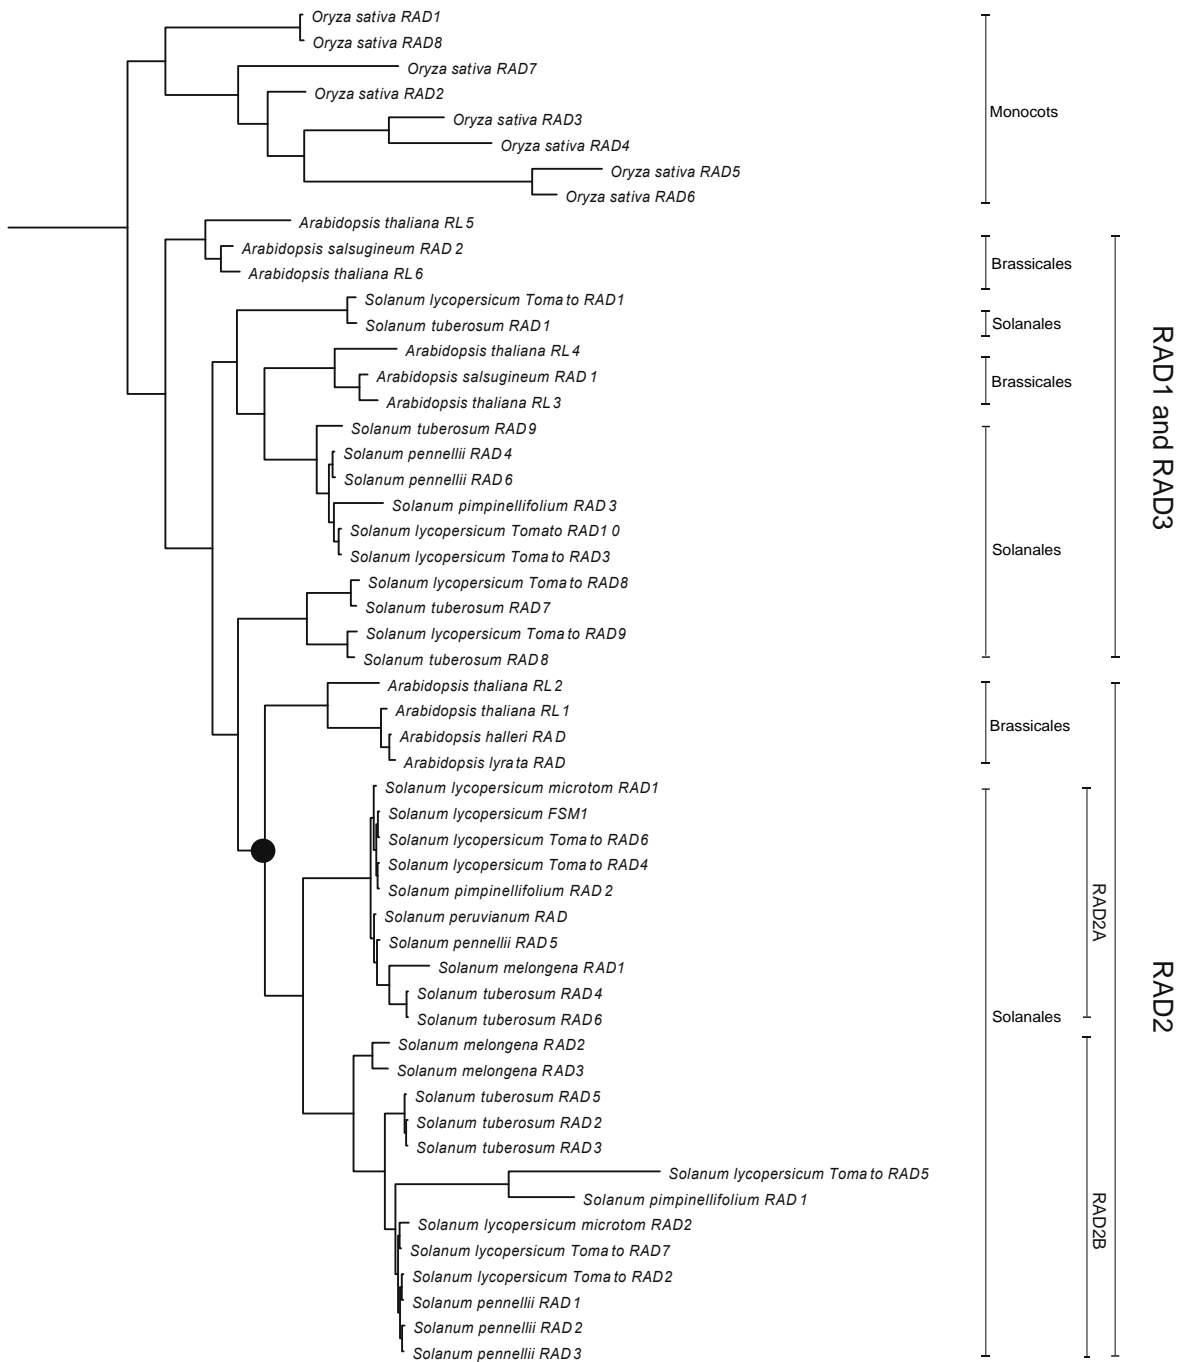 Oryza sativa RAD1
Oryza sativa RAD8
Oryza sativa RAD7
Oryza sativa RAD2
Oryza sativa RAD3
Oryza sativa RAD4
Oryza sativa RAD5
Oryza sativa RAD6
Arabidopsis thaliana RL5
Arabidopsis salsugineum RAD2
Arabidopsis thaliana RL6
Solanum lycopersicum Tomato RAD1
Solanum tuberosum RAD1
Arabidopsis thaliana RL4
Arabidopsis salsugineum RAD1
Arabidopsis thaliana RL3
Solanum tuberosum RAD9
Solanum pennellii RAD4
Solanum pennellii RAD6
Solanum pimpinellifolium RAD3
Solanum lycopersicum Tomato RAD10
Solanum lycopersicum Tomato RAD3
Solanum lycopersicum Tomato RAD8
Solanum tuberosum RAD7
Solanum lycopersicum Tomato RAD9
Solanum tuberosum RAD8
Arabidopsis thaliana RL2
Arabidopsis thaliana RL1
Arabidopsis halleri RAD
Arabidopsis lyrata RAD
Solanum lycopersicum microtom RAD1
Solanum lycopersicum FSM1
Solanum lycopersicum Tomato RAD6
Solanum lycopersicum Tomato RAD4
Solanum pimpinellifolium RAD2
Solanum peruvianum RAD
Solanum pennellii RAD5
Solanum melongena RAD1
Solanum tuberosum RAD4
Solanum tuberosum RAD6
Solanum melongena RAD2
Solanum melongena RAD3
Solanum tuberosum RAD5
Solanum tuberosum RAD2
Solanum tuberosum RAD3
Solanum lycopersicum Tomato RAD5
Solanum pimpinellifolium RAD1
Solanum lycopersicum microtom RAD2
Solanum lycopersicum Tomato RAD7
Solanum lycopersicum Tomato RAD2
Solanum pennellii RAD1
Solanum pennellii RAD2
Solanum pennellii RAD3
Monocots
Brassicales
Solanales
Brassicales
Solanales
Brassicales
Solanales
RAD2A
RAD2B
RAD1 and RAD3
RAD2